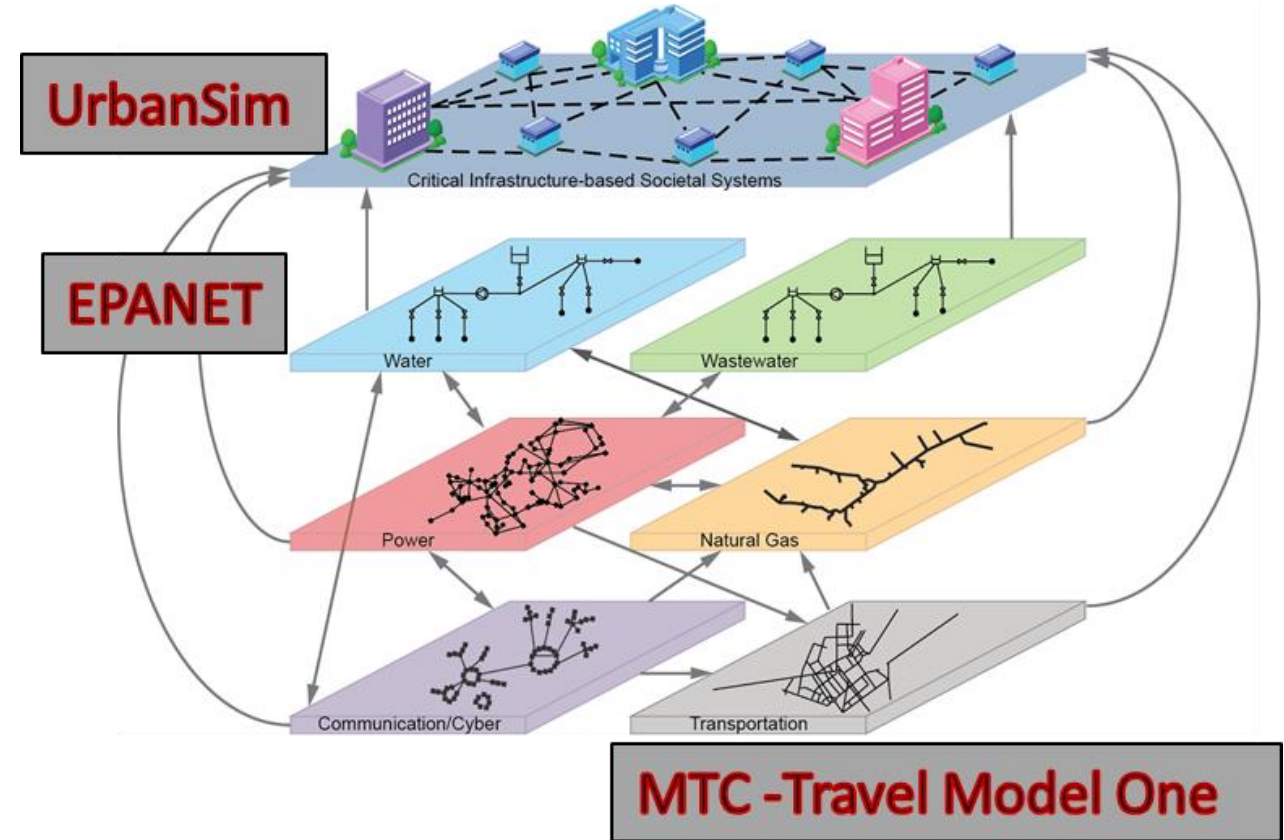 UrbanSim
Critical Infrastructure-based Societal Systems
EPANET
Water
Wastewater
Power
Natural Gas
Communication/Cyber
Transportation
MTC -Travel Model One